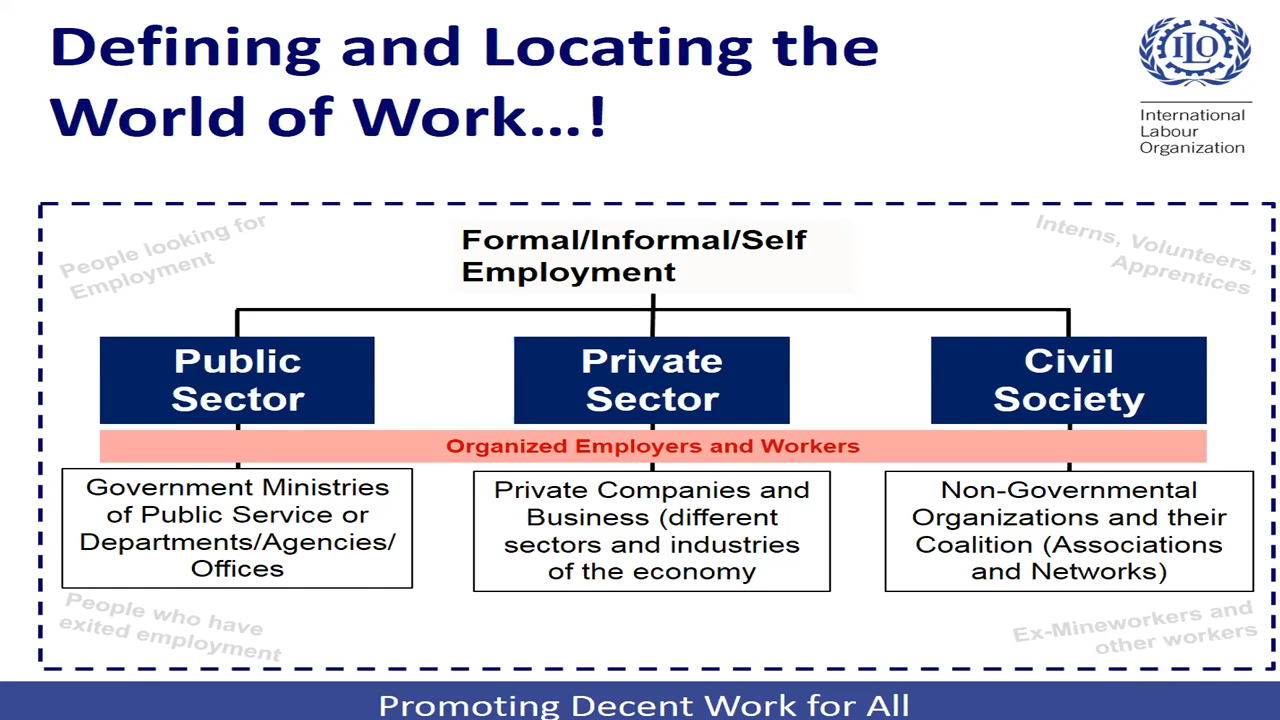 Defining and Locating the
World of Work...!
ILO
International
Labour
Organization
People looking for
Employment
Formal/Informal/Self
Employment
Interns, Volunteers,
Apprentices
Public
Sector
Private
Sector
Civil
Society
Organized Employers and Workers
Government Ministries
of Public Service or
Departments/Agencies/
Offices
Private Companies and
Business (different
sectors and industries
of the economy
Non-Governmental
Organizations and their
Coalition (Associations
and Networks)
People who have
exited employment
Ex-Mineworkers and
other workers
Promoting Decent Work for All